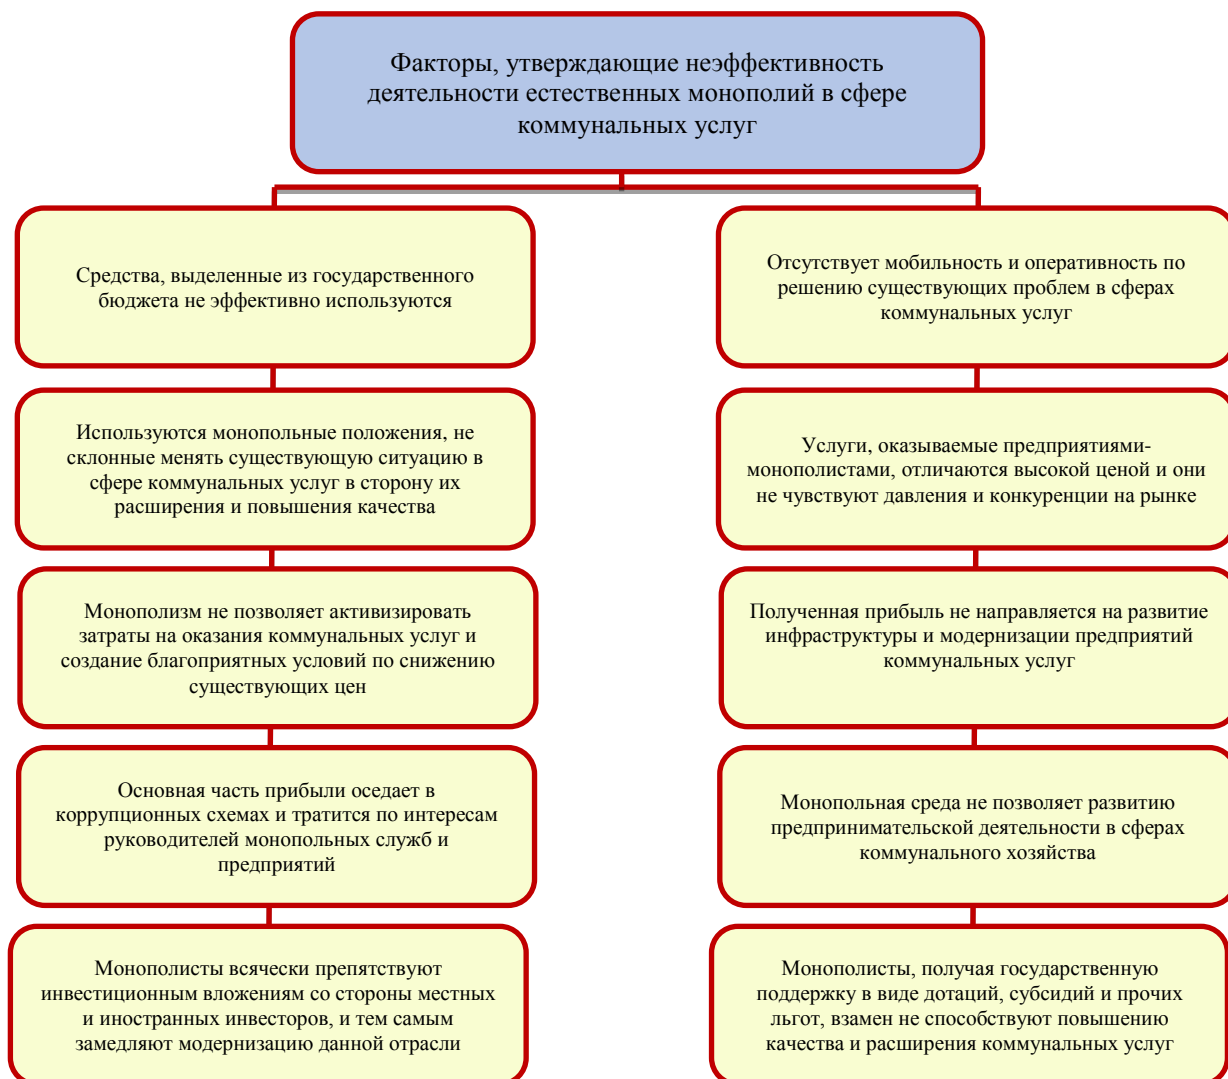 Факторы, утверждающие неэффективность
деятельности естественных монополий в сфере
коммунальных услуг
Средства, выделенные из государственного
бюджета не эффективно используются
Используются монопольные положения, не
склонные менять существующую ситуацию в
сфере коммунальных услуг в сторону их
расширения и повышения качества
Монополизм не позволяет активизировать
затраты на оказания коммунальных услуг и
создание благоприятных условий по снижению
существующих цен
Основная часть прибыли оседает в
коррупционных схемах и тратится по интересам
руководителей монопольных служб и
предприятий
Монополисты всячески препятствуют
инвестиционным вложениям со стороны местных
и иностранных инвесторов, и тем самым
замедляют модернизацию данной отрасли
Отсутствует мобильность и оперативность по
решению существующих проблем в сферах
коммунальных услуг
Услуги, оказываемые предприятиями-
монополистами, отличаются высокой ценой и они
не чувствуют давления и конкуренции на рынке
Полученная прибыль не направляется на развитие
инфраструктуры и модернизации предприятий
коммунальных услуг
Монопольная среда не позволяет развитию
предпринимательской деятельности в сферах
коммунального хозяйства
Монополисты, получая государственную
поддержку в виде дотаций, субсидий и прочих
льгот, взамен не способствуют повышению
качества и расширения коммунальных услуг